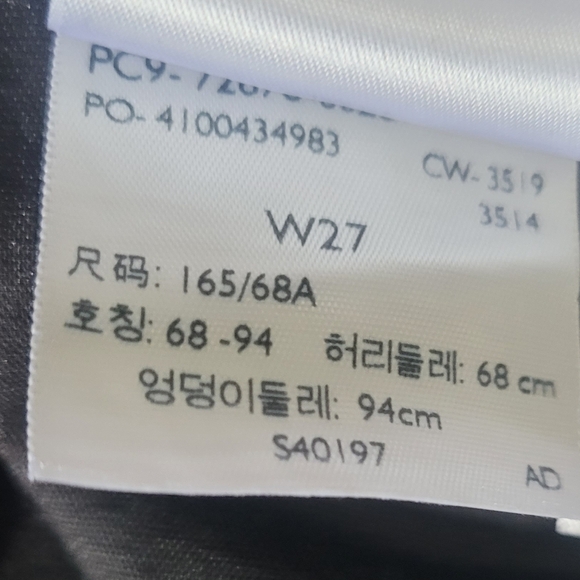 PC9-
PO- 4100434983
CW- 3519
3514
W27
尺码: 165/68A
호칭: 68 -94 허리둘레: 68 cm
엉덩이둘레: 94cm
S40197
AD